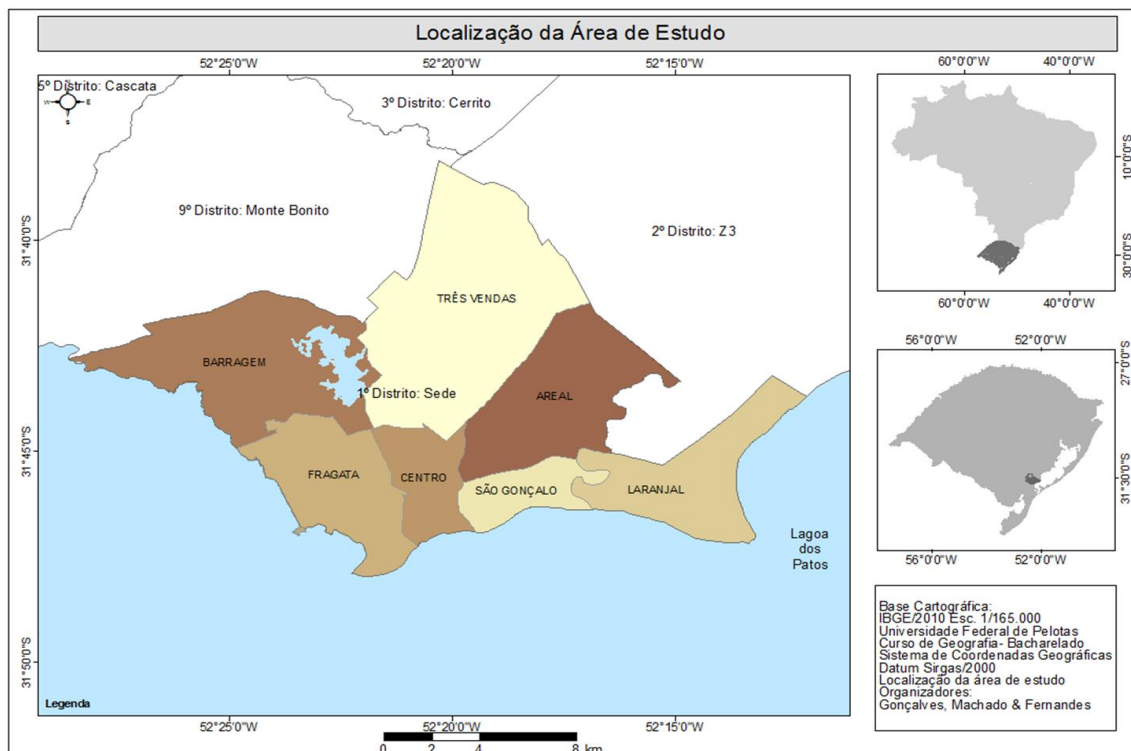 Localização da Área de Estudo
52°25'0"W 52°20'0"W 52°15'0"W
5º Distrito: Cascata
N
W E
S
3º Distrito: Cerrito
9º Distrito: Monte Bonito
2º Distrito: Z3
31°40'0"S
TRÊS VENDAS
BARRAGEM
1º Distrito: Sede
AREAL
31°45'0"S
FRAGATA
CENTRO
SÃO GONÇALO
LARANJAL
Lagoa
dos
Patos
31°50'0"S
Legenda
52°25'0"W 52°20'0"W 52°15'0"W
0 2 4 8 km
60°0'0"W 40°0'0"W
10°0'0"S
30°0'0"S
60°0'0"W 40°0'0"W
56°0'0"W 52°0'0"W
27°0'0"S
31°30'0"S
56°0'0"W 52°0'0"W
Base Cartográfica:
IBGE/2010 Esc. 1/165.000
Universidade Federal de Pelotas
Curso de Geografia- Bacharelado
Sistema de Coordenadas Geográficas
Datum Sirgas/2000
Localização da área de estudo
Organizadores:
Gonçalves, Machado & Fernandes